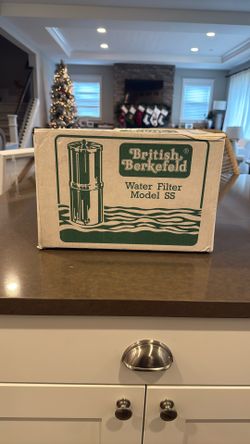 British
Berkefeld
Water Filter
Model SS